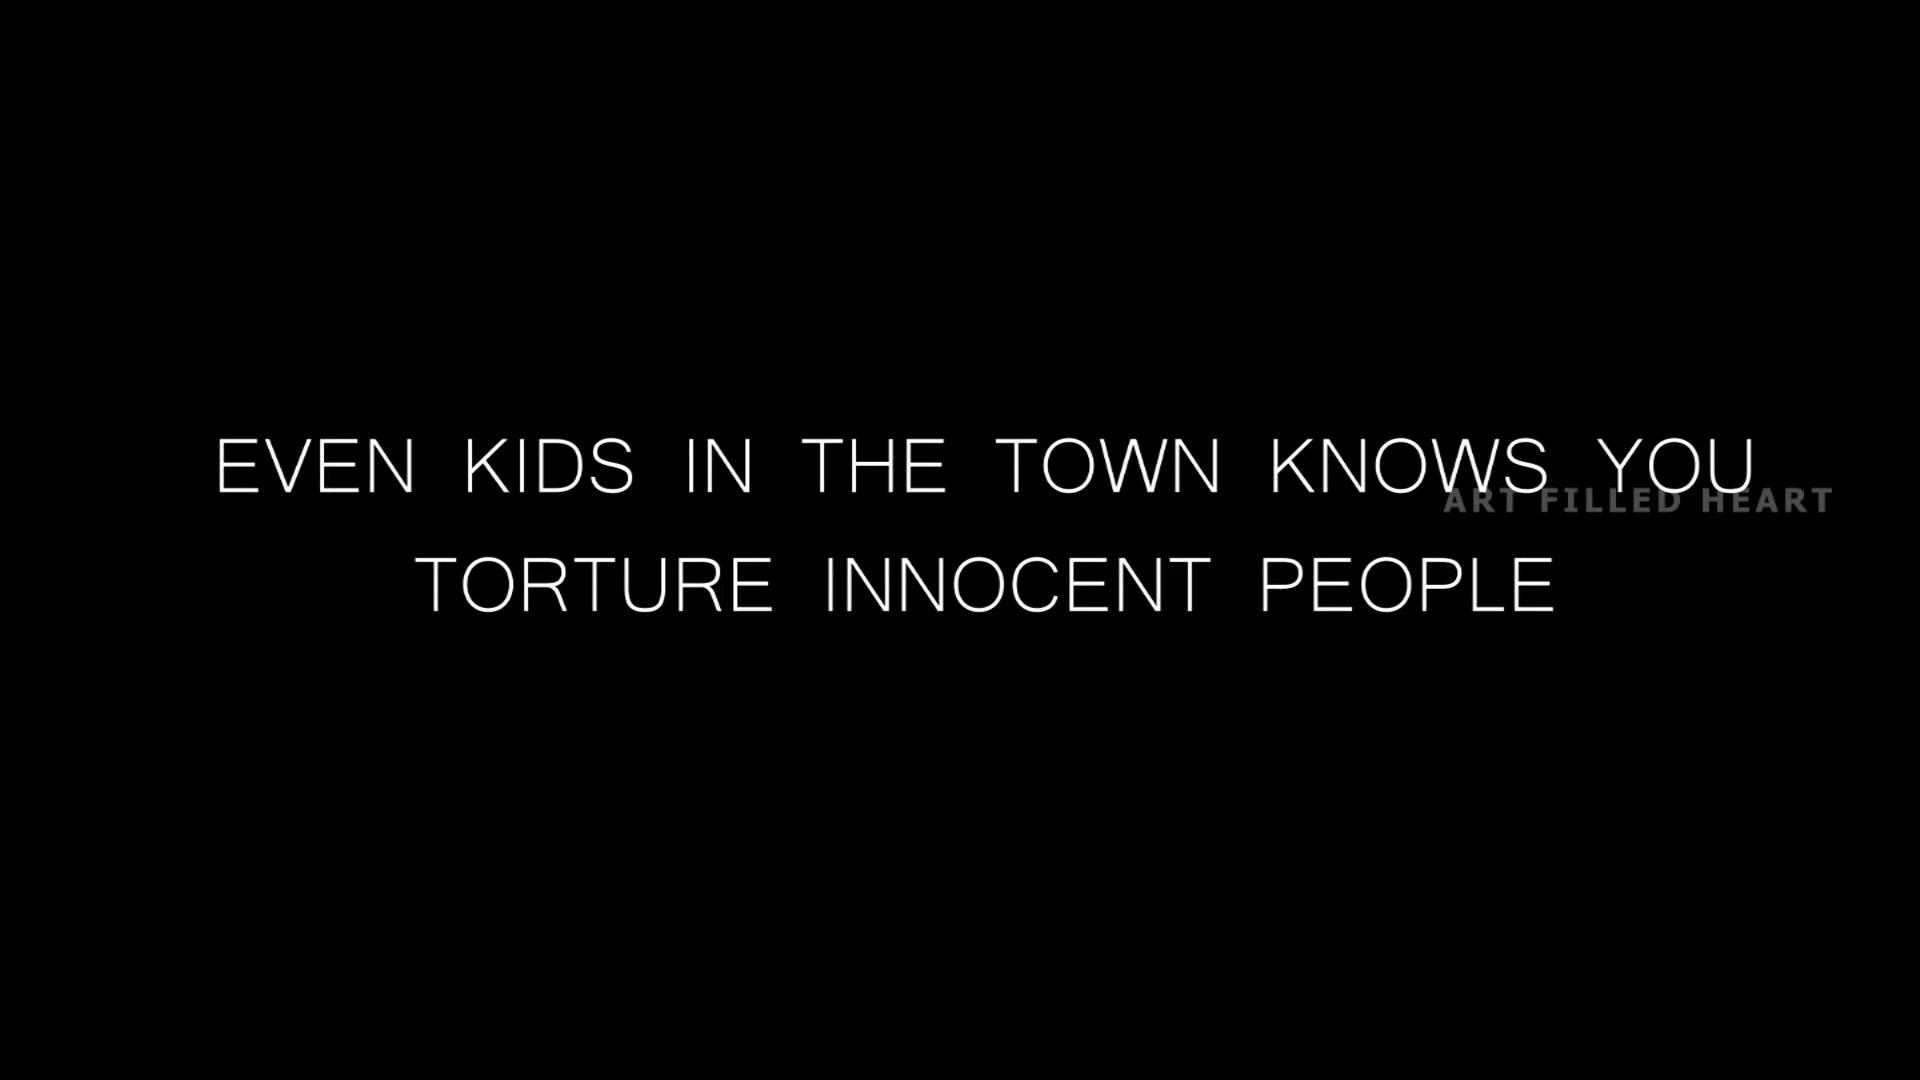 EVEN KIDS IN THE TOWN KNOWS YOU
ART FILLED HEART
TORTURE INNOCENT PEOPLE